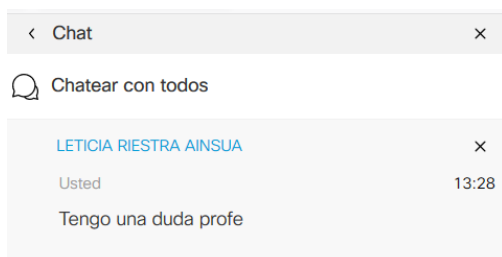 Chat
Chatear con todos
LETICIA RIESTRA AINSUA
Usted 13:28
Tengo una duda profe